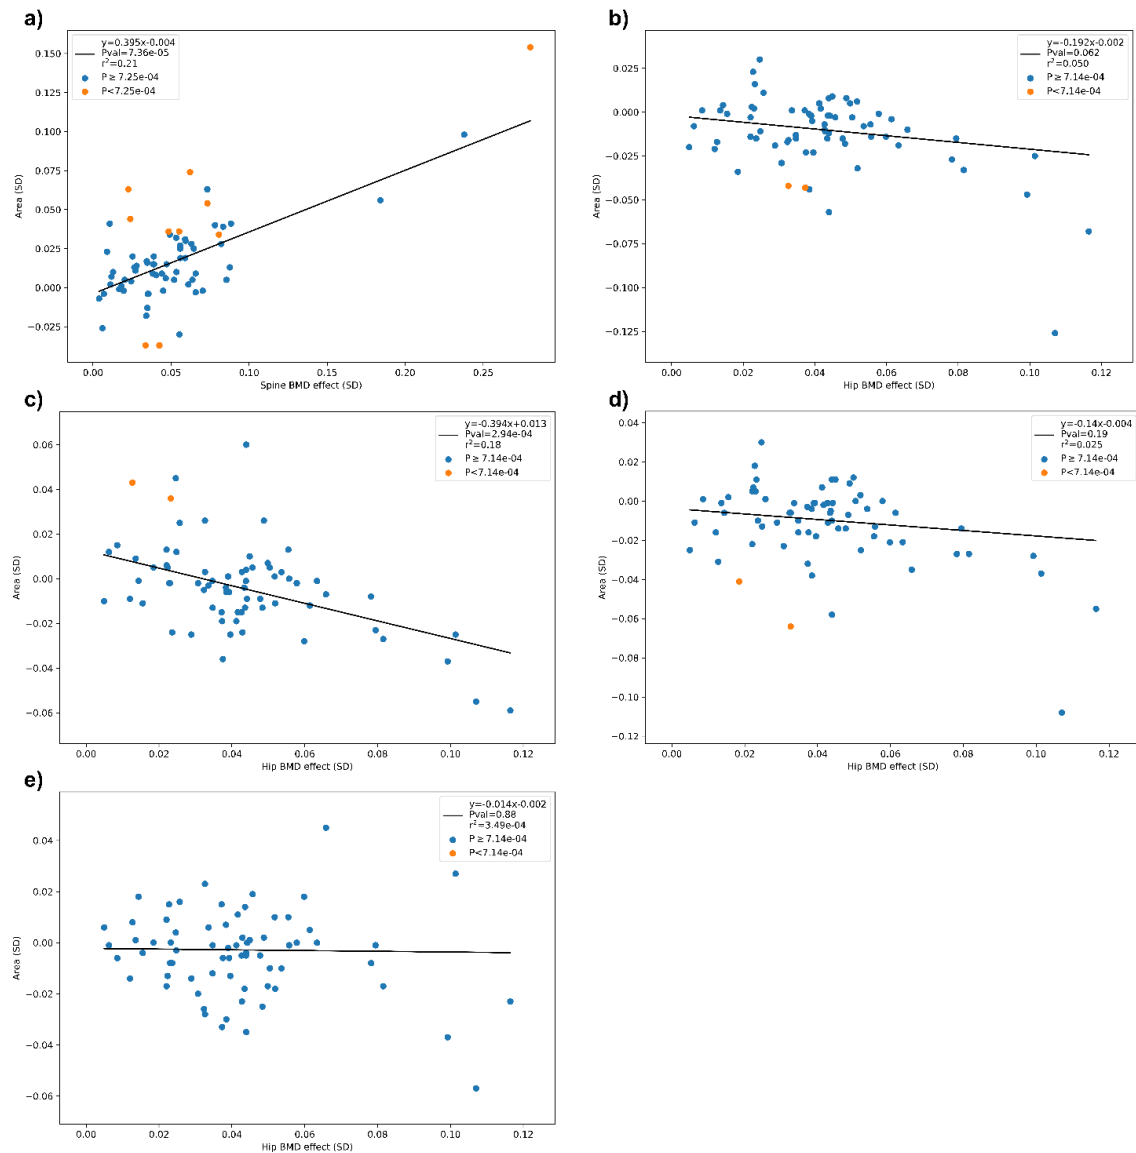 a)
y=0.395x-0.004
Pval=7.36e-05
r²=0.21
P ≥ 7.25e-04
P<7.25e-04
0.150
0.125
0.100
0.075
0.050
0.025
0.000
−0.025
Area (SD)
0.00 0.05 0.10 0.15 0.20 0.25
Spine BMD effect (SD)
b)
y=-0.192x-0.002
Pval=0.062
r²=0.050
P ≥ 7.14e-04
P<7.14e-04
0.025
0.000
−0.025
−0.050
−0.075
−0.100
−0.125
Area (SD)
0.00 0.02 0.04 0.06 0.08 0.10 0.12
Hip BMD effect (SD)
c)
y=-0.394x+0.013
Pval=2.94e-04
r²=0.18
P ≥ 7.14e-04
P<7.14e-04
0.06
0.04
0.02
0.00
−0.02
−0.04
−0.06
Area (SD)
0.00 0.02 0.04 0.06 0.08 0.10 0.12
Hip BMD effect (SD)
d)
y=-0.14x-0.004
Pval=0.19
r²=0.025
P ≥ 7.14e-04
P<7.14e-04
0.04
0.02
0.00
−0.02
−0.04
−0.06
−0.08
−0.10
−0.12
Area (SD)
0.00 0.02 0.04 0.06 0.08 0.10 0.12
Hip BMD effect (SD)
e)
y=-0.014x-0.002
Pval=0.88
r²=3.49e-04
P ≥ 7.14e-04
P<7.14e-04
0.04
0.02
0.00
−0.02
−0.04
−0.06
Area (SD)
0.00 0.02 0.04 0.06 0.08 0.10 0.12
Hip BMD effect (SD)